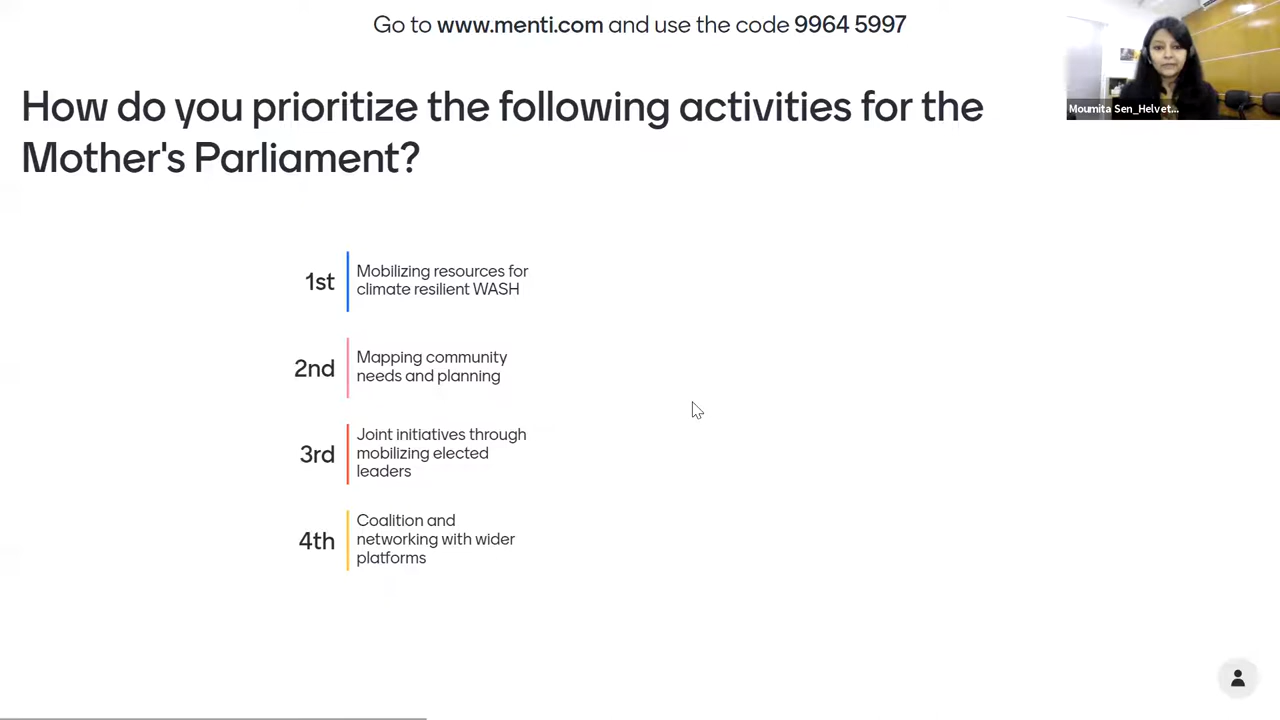 Go to www.menti.com and use the code 9964 5997
Moumita Sen_Helvet...
How do you prioritize the following activities for the
Mother's Parliament?
1st
Mobilizing resources for
climate resilient WASH
2nd
Mapping community
needs and planning
3rd
Joint initiatives through
mobilizing elected
leaders
4th
Coalition and
networking with wider
platforms